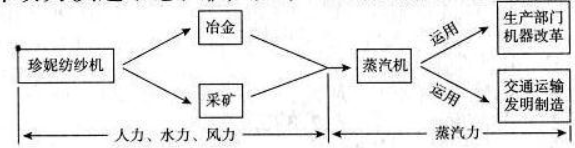 冶金
生产部门
机器改革
运用
珍妮纺纱机
蒸汽机
运用
采矿
交通运输
发明制造
人力、水力、风力
蒸汽力